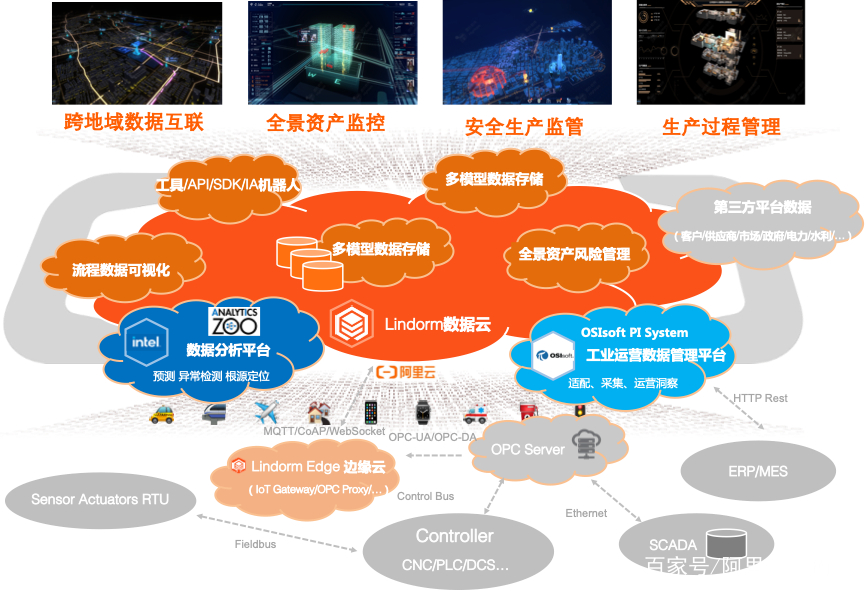 跨地域数据互联
全景资产监控
安全生产监管
生产过程管理
工具/API/SDK/IA机器人
多模型数据存储
第三方平台数据
（客户/供应商/市场/政府/电力/水利/…）
流程数据可视化
多模型数据存储
全景资产风险管理
ANALYTICS
ZOO
intel
数据分析平台
预测 异常检测 根源定位
Lindorm数据云
阿里云
OSIsoft PI System
OSIsoft.
工业运营数据管理平台
适配、采集、运营洞察
HTTP Rest
MQTT/CoAP/WebSocket
OPC-UA/OPC-DA
OPC Server
Lindorm Edge 边缘云
（IoT Gateway/OPC Proxy/…）
ERP/MES
Sensor Actuators RTU
Control Bus
Ethernet
Fieldbus
Controller
CNC/PLC/DCS…
SCADA
百家号/阿里